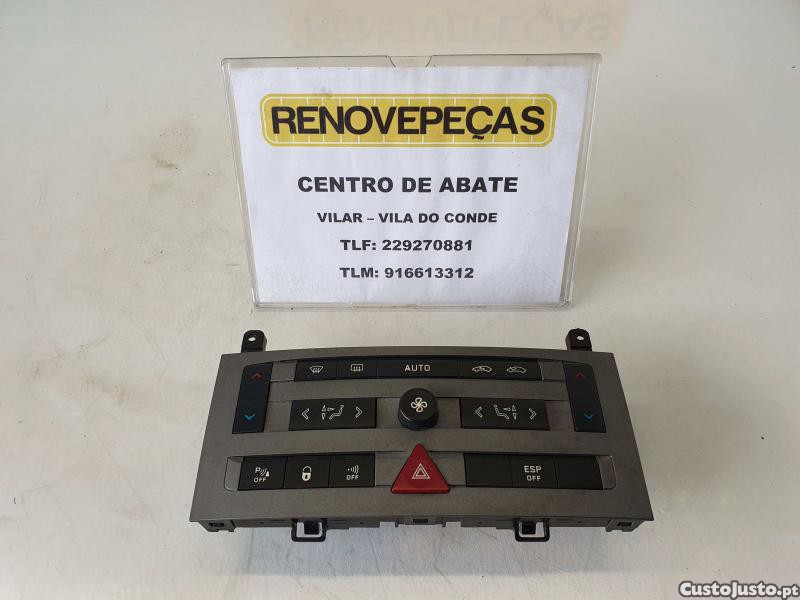 RENOVEPEÇAS
RENOVEPEÇAS
CENTRO DE ABATE
VILAR – VILA DO CONDE
TLF: 229270881
TLM: 916613312
AUTO
P OFF
OFF
ESP
OFF
CustoJusto.pt